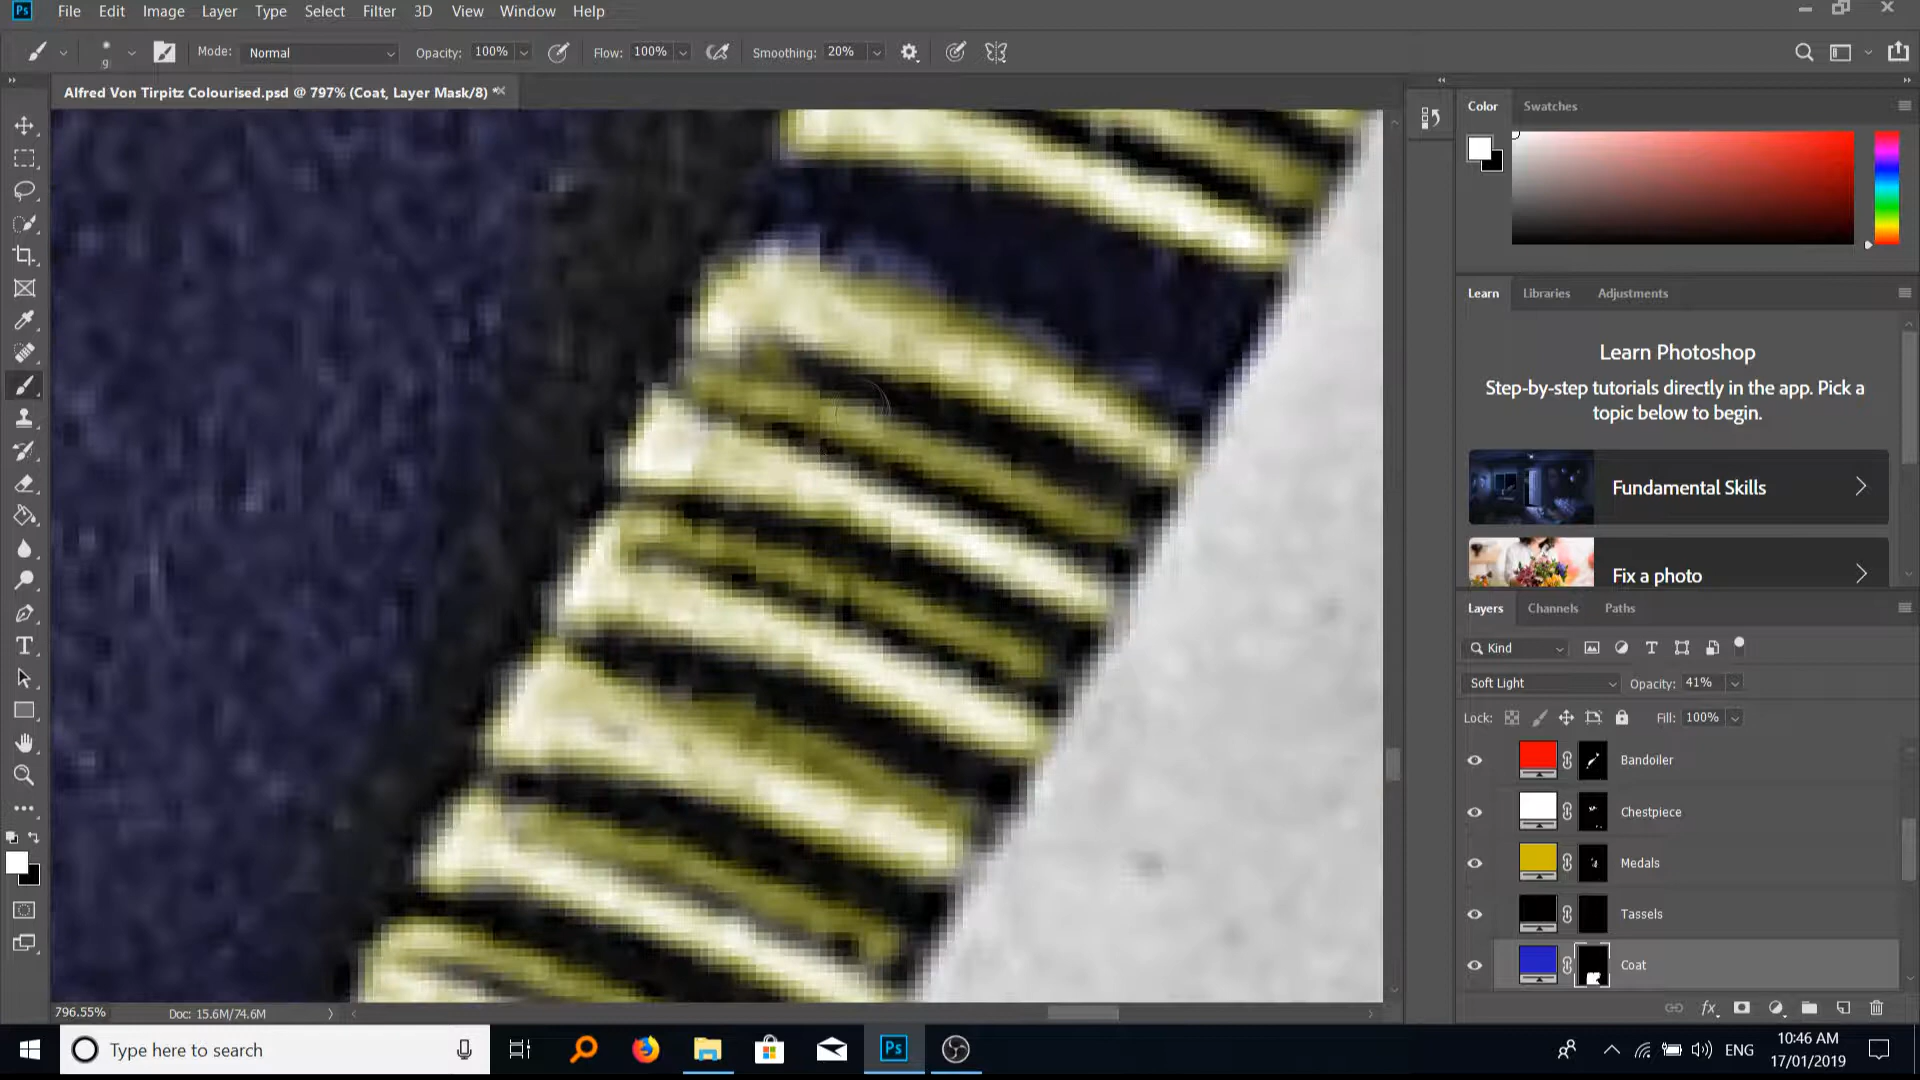 Ps File Edit Image Layer Type Select Filter 3D View Window Help
9 Mode: Normal Opacity: 100% Flow: 100% Smoothing: 20%
Alfred Von Tirpitz Colourised.psd @ 797% (Coat, Layer Mask/8) *
Color Swatches
Learn Libraries Adjustments
Learn Photoshop
Step-by-step tutorials directly in the app. Pick a
topic below to begin.
Fundamental Skills
Fix a photo
Layers Channels Paths
Kind
Soft Light Opacity: 41%
Lock: Fill: 100%
Bandoiler
Chestpiece
Medals
Tassels
Coat
fx
796.55% Doc: 15.6M/74.6M
Type here to search
Ps
ENG
10:46 AM
17/01/2019